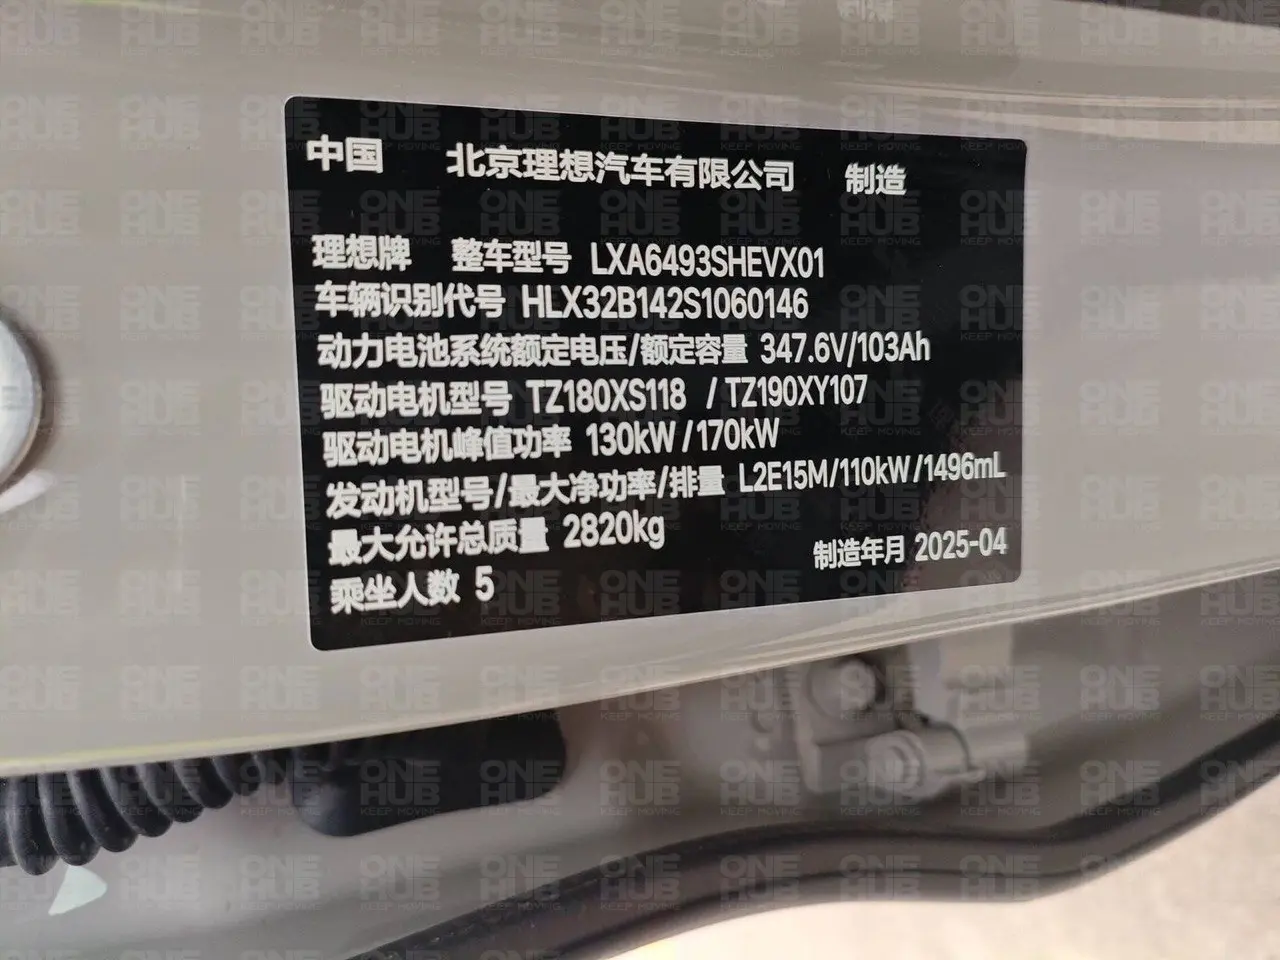 中国 北京理想汽车有限公司 制造
理想牌 整车型号 LXA6493SHEVX01
车辆识别代号 HLX32B142S1060146
动力电池系统额定电压/额定容量 347.6V/103Ah
驱动电机型号 TZ180XS118 / TZ190XY107
驱动电机峰值功率 130kW / 170kW
发动机型号/最大净功率/排量 L2E15M/110kW/1496mL
最大允许总质量 2820kg
制造年月 2025-04
乘坐人数 5
ONE HUB
KEEP MOVING